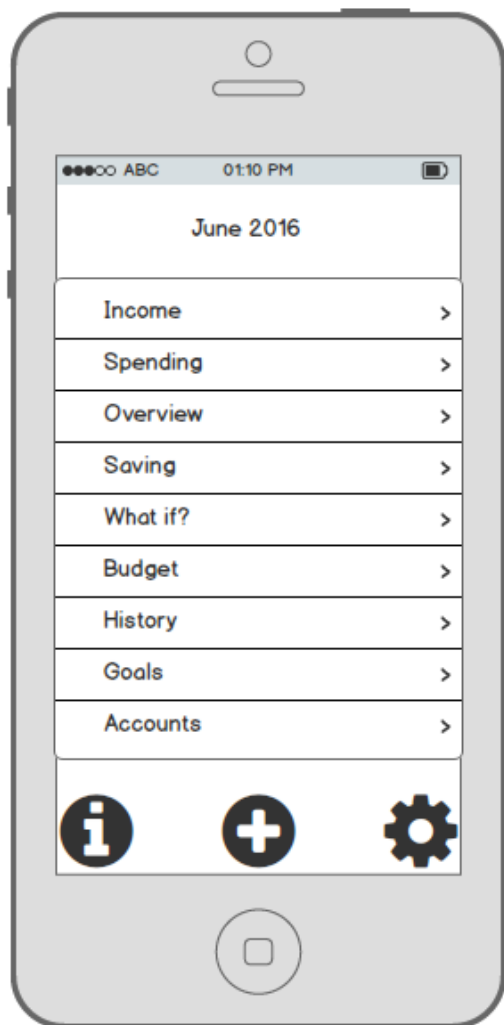 ABC 01:10 PM
June 2016
Income >
Spending >
Overview >
Saving >
What if? >
Budget >
History >
Goals >
Accounts >